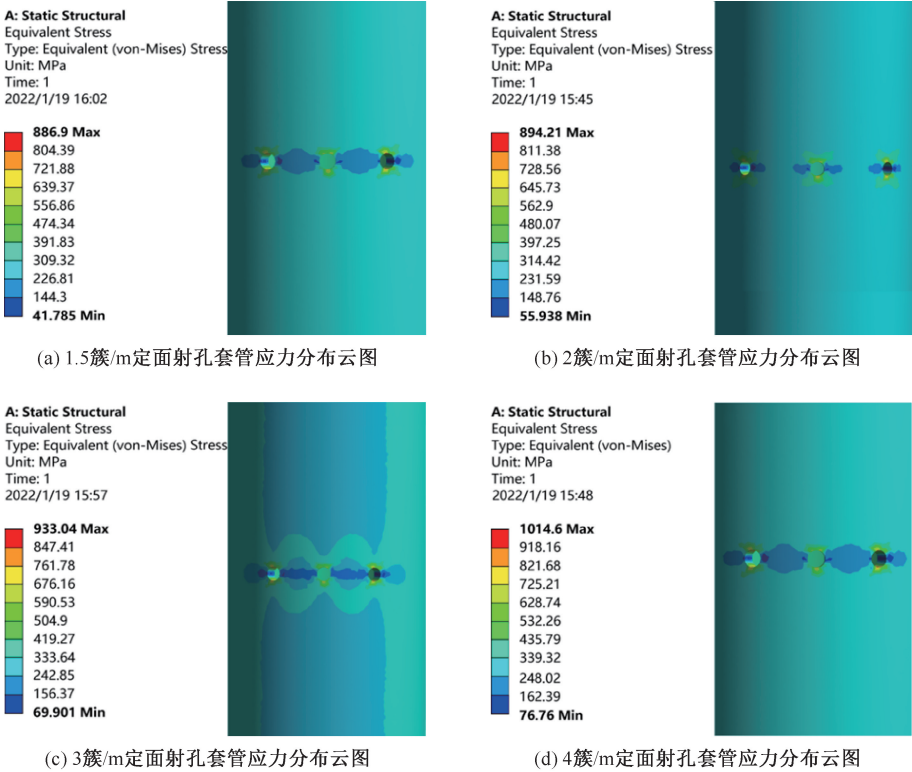 A: Static Structural
Equivalent Stress
Type: Equivalent (von-Mises) Stress
Unit: MPa
Time: 1
2022/1/19 16:02
886.9 Max
804.39
721.88
639.37
556.86
474.34
391.83
309.32
226.81
144.3
41.785 Min
(a) 1.5簇/m定面射孔套管应力分布云图
A: Static Structural
Equivalent Stress
Type: Equivalent (von-Mises) Stress
Unit: MPa
Time: 1
2022/1/19 15:45
894.21 Max
811.38
728.56
645.73
562.9
480.07
397.25
314.42
231.59
148.76
55.938 Min
(b) 2簇/m定面射孔套管应力分布云图
A: Static Structural
Equivalent Stress
Type: Equivalent (von-Mises) Stress
Unit: MPa
Time: 1
2022/1/19 15:57
933.04 Max
847.41
761.78
676.16
590.53
504.9
419.27
333.64
242.85
156.37
69.901 Min
(c) 3簇/m定面射孔套管应力分布云图
A: Static Structural
Equivalent Stress
Type: Equivalent (von-Mises)
Unit: MPa
Time: 1
2022/1/19 15:48
1014.6 Max
918.16
821.68
725.21
628.74
532.26
435.79
339.32
248.02
162.39
76.76 Min
(d) 4簇/m定面射孔套管应力分布云图